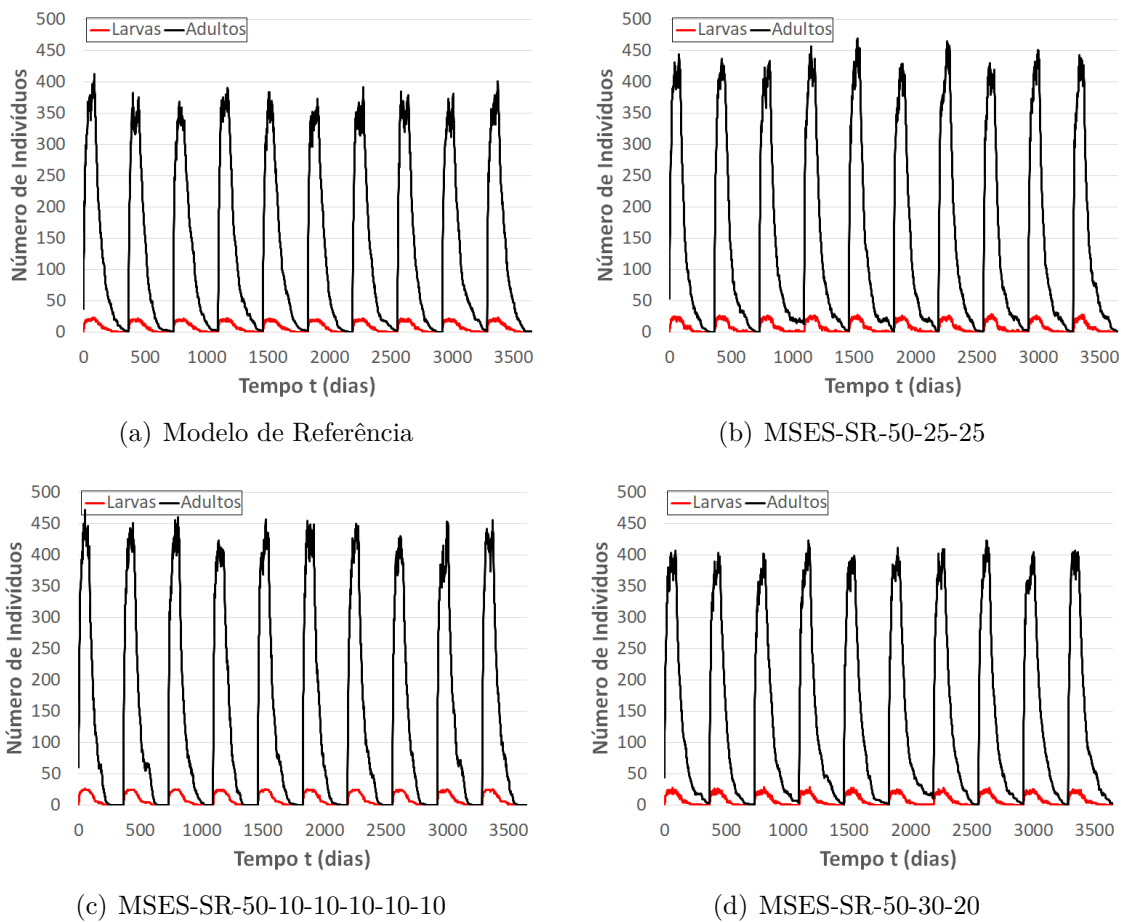 500
450
400
350
300
250
200
150
100
50
0
Larvas Adultos
Número de Indivíduos
0 500 1000 1500 2000 2500 3000 3500
Tempo t (dias)
(a) Modelo de Referência
500
450
400
350
300
250
200
150
100
50
0
Larvas Adultos
Número de Indivíduos
0 500 1000 1500 2000 2500 3000 3500
Tempo t (dias)
(b) MSES-SR-50-25-25
500
450
400
350
300
250
200
150
100
50
0
Larvas Adultos
Número de Indivíduos
0 500 1000 1500 2000 2500 3000 3500
Tempo t (dias)
(c) MSES-SR-50-10-10-10-10-10
500
450
400
350
300
250
200
150
100
50
0
Larvas Adultos
Número de Indivíduos
0 500 1000 1500 2000 2500 3000 3500
Tempo t (dias)
(d) MSES-SR-50-30-20